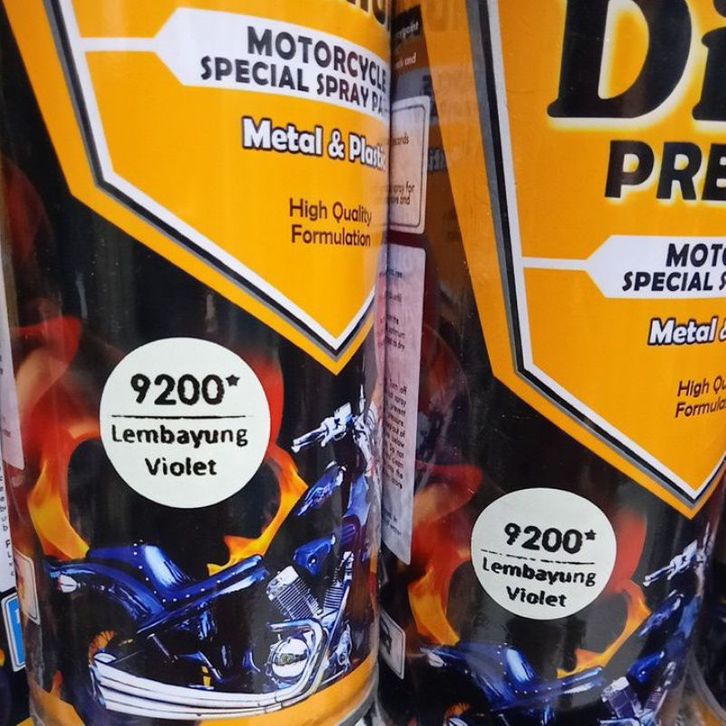 MOTORCYCLE
SPECIAL SPRAY
Metal & Plastic
High Quality
Formulation
9200*
Lembayung
Violet
Di
PRE
MOTO
SPECIAL S
Metal &
High Qu
Formula
9200*
Lembayung
Violet